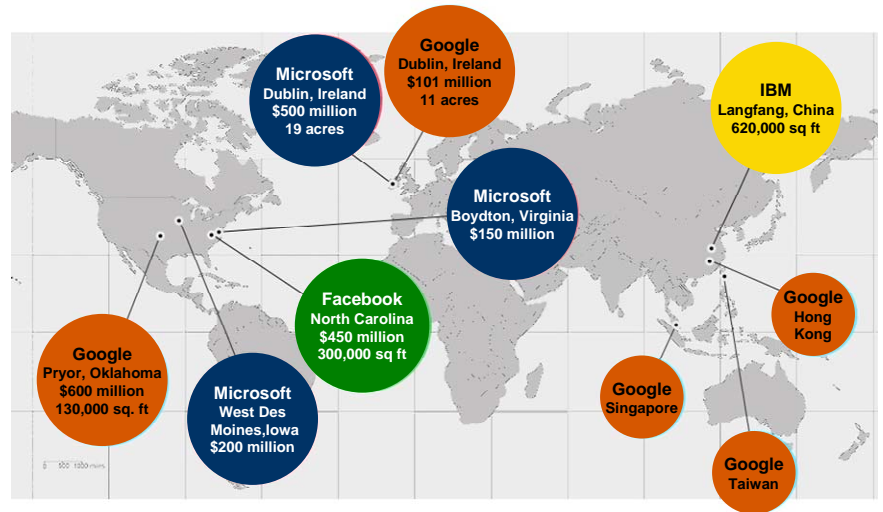 Microsoft
Dublin, Ireland
$500 million
19 acres
Google
Dublin, Ireland
$101 million
11 acres
IBM
Langfang, China
620,000 sq ft
Microsoft
Boydton, Virginia
$150 million
Facebook
North Carolina
$450 million
300,000 sq ft
Google
Hong
Kong
Google
Pryor, Oklahoma
$600 million
130,000 sq. ft
Microsoft
West Des
Moines,Iowa
$200 million
Google
Singapore
Google
Taiwan